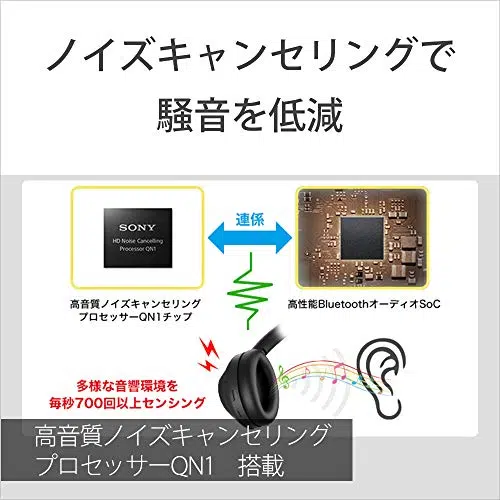 ノイズキャンセリングで
騒音を低減
SONY
HD Noise Cancelling
Processor QN1
連係
高音質ノイズキャンセリング
プロセッサーQN1チップ
高性能BluetoothオーディオSoC
多様な音響環境を
毎秒700回以上センシング
高音質ノイズキャンセリング
プロセッサーQN1　搭載